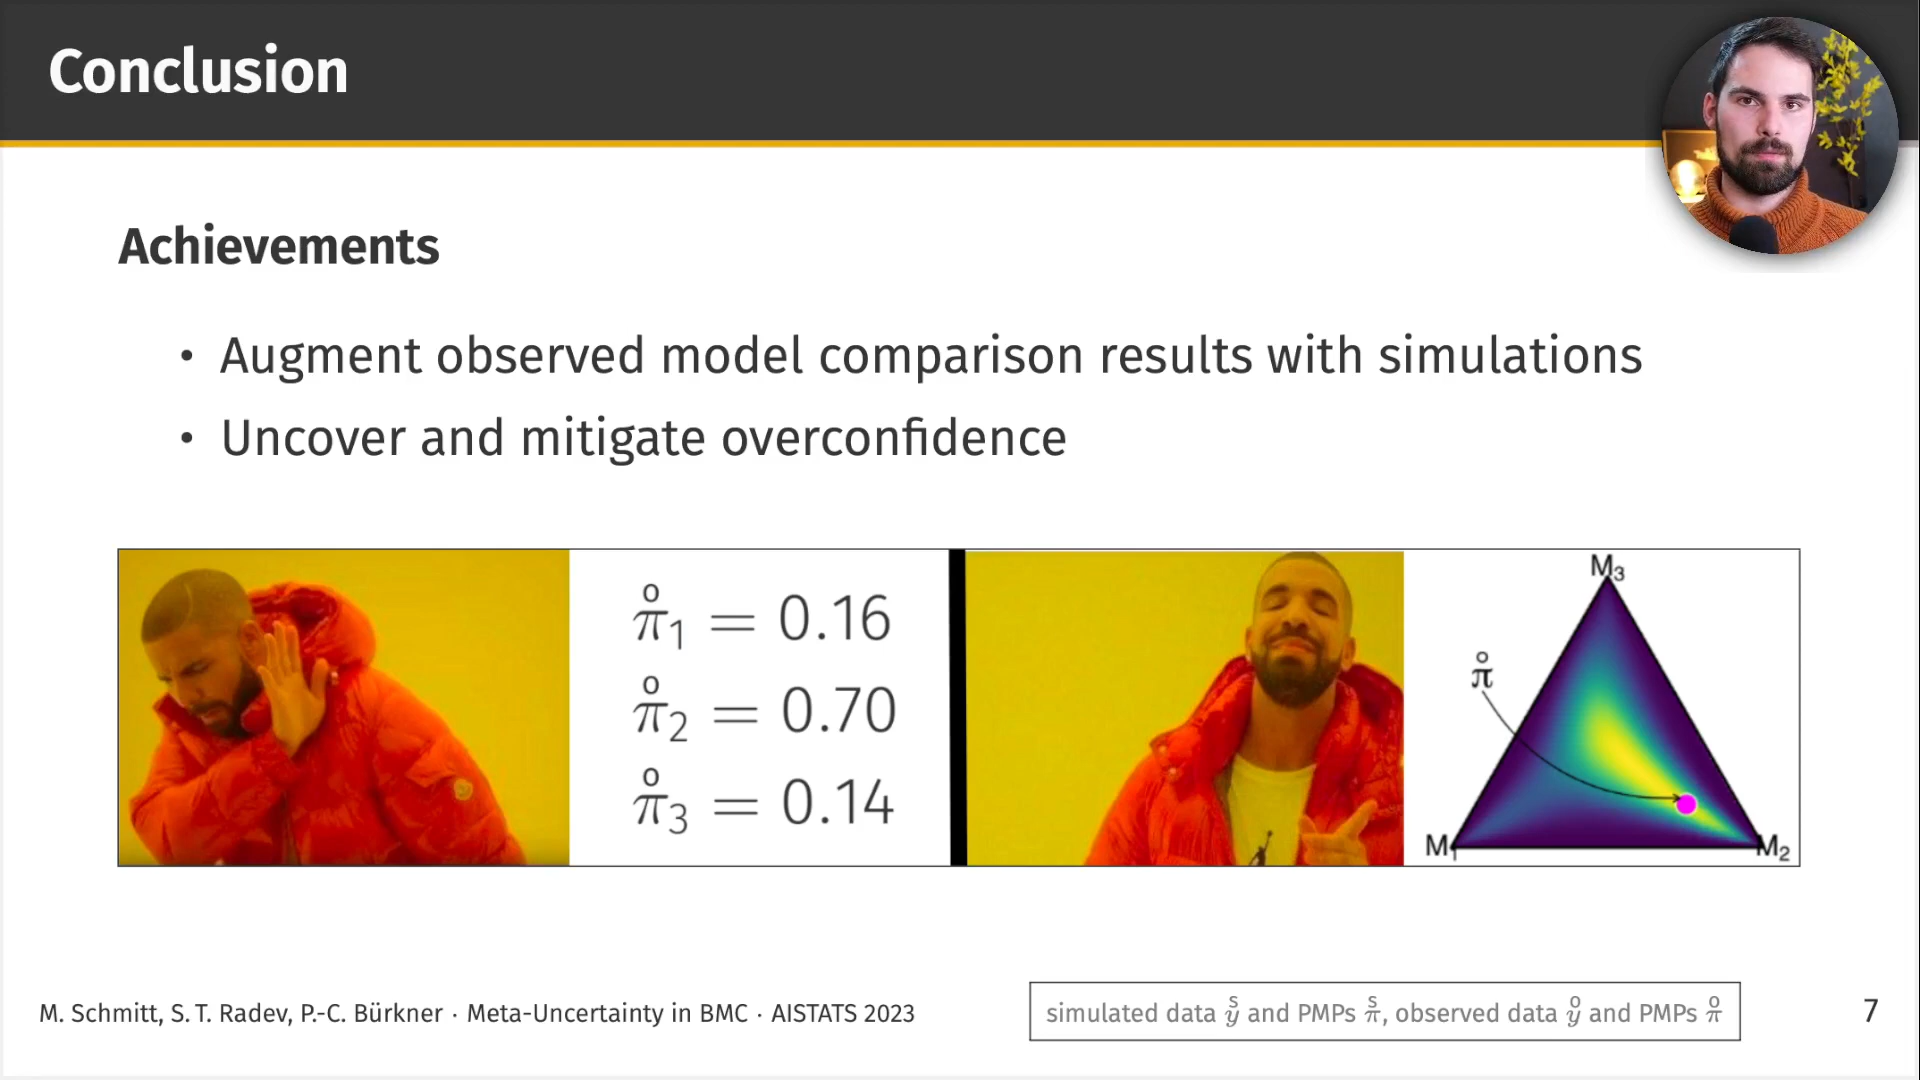 Conclusion
Achievements
• Augment observed model comparison results with simulations
• Uncover and mitigate overconfidence
π̊₁ = 0.16
π̊₂ = 0.70
π̊₃ = 0.14
M₃
π̊
M₁
M₂
M. Schmitt, S. T. Radev, P.-C. Bürkner · Meta-Uncertainty in BMC · AISTATS 2023
simulated data y̌ˢ and PMPs πˢ, observed data ẙ and PMPs π̊
7